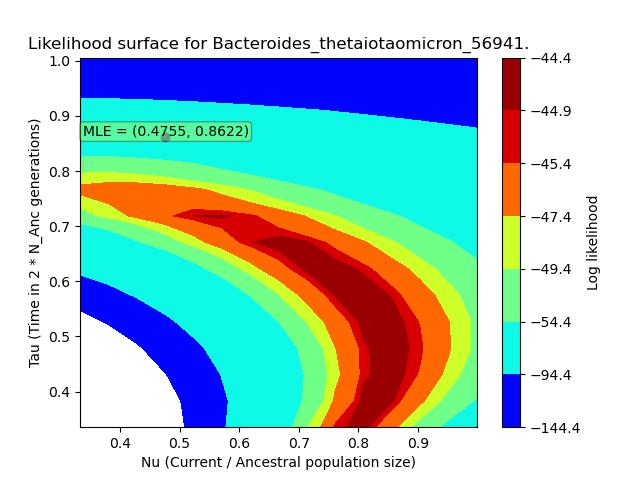 Likelihood surface for Bacteroides_thetaiotaomicron_56941.
1.0
0.9
0.8
0.7
0.6
0.5
0.4
Tau (Time in 2 * N_Anc generations)
MLE = (0.4755, 0.8622)
0.4 0.5 0.6 0.7 0.8 0.9
Nu (Current / Ancestral population size)
−44.4
−44.9
−45.4
−47.4
−49.4
−54.4
−94.4
−144.4
Log likelihood